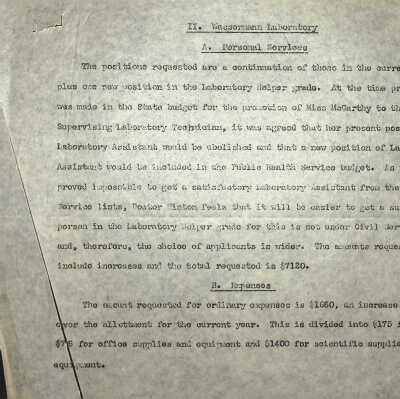 II. Wassermann Laboratory
A. Personal Services
The positions requested are a continuation of those in the curre
plus one new position in the Laboratory Helper grade. At the time pr
was made in the State budget for the promotion of Miss McCarthy to th
Supervising Laboratory Technician, it was agreed that her present pos
Laboratory Assistant would be abolished and that a new position of La
Assistant would be included in the Public Health Service budget. As
proved impossible to get a satisfactory Laboratory Assistant from the
Service lists, Doctor Hinton feels that it will be easier to get a su
person in the Laboratory Helper grade for this is not under Civil Ser
and, therefore, the choice of applicants is wider. The amounts reque
include increases and the total requested is $7120.
B. Expenses
The amount requested for ordinary expenses is $1650, an increase
over the allotment for the current year. This is divided into $175
$75 for office supplies and equipment and $1400 for scientific supplie
equipment.